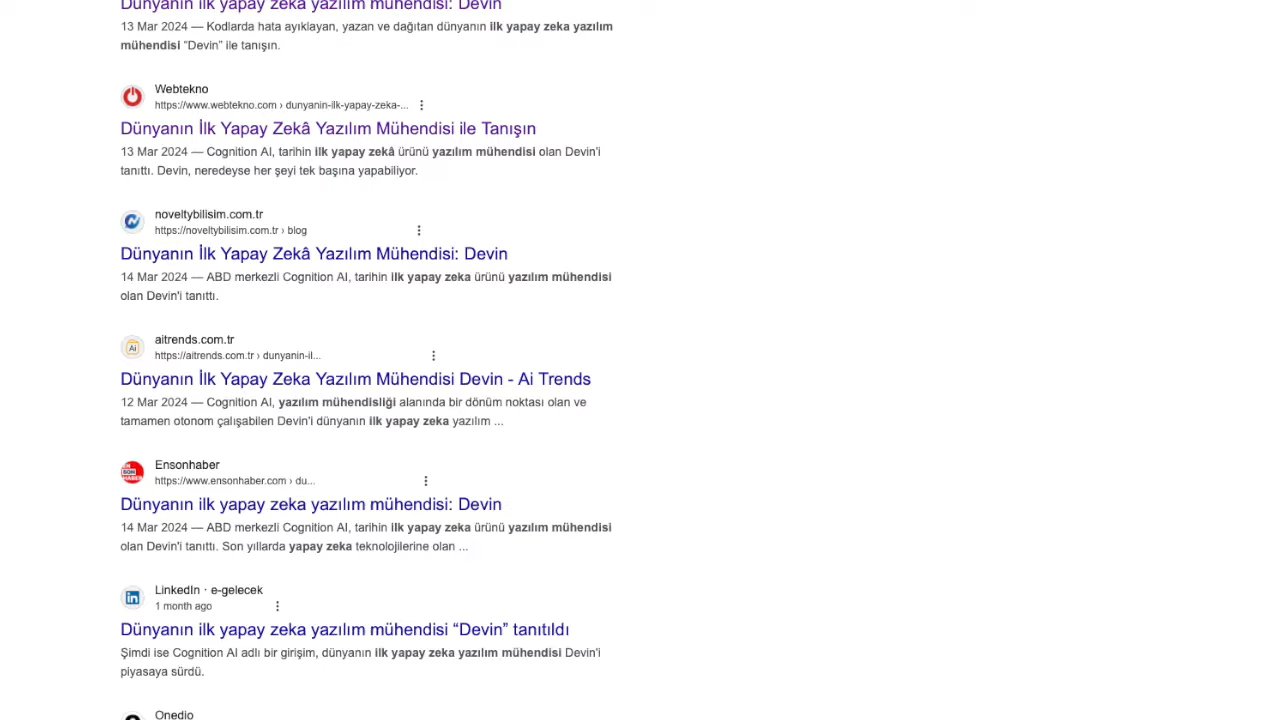 Dünyanın ilk yapay zeka yazılım mühendisi: Devin
13 Mar 2024 — Kodlarda hata ayıklayan, yazan ve dağıtan dünyanın ilk yapay zeka yazılım
mühendisi “Devin” ile tanışın.
Webtekno
https://www.webtekno.com › dunyanin-ilk-yapay-zeka-...
Dünyanın İlk Yapay Zekâ Yazılım Mühendisi ile Tanışın
13 Mar 2024 — Cognition AI, tarihin ilk yapay zekâ ürünü yazılım mühendisi olan Devin'i
tanıttı. Devin, neredeyse her şeyi tek başına yapabiliyor.
noveltybilisim.com.tr
https://noveltybilisim.com.tr › blog
Dünyanın İlk Yapay Zekâ Yazılım Mühendisi: Devin
14 Mar 2024 — ABD merkezli Cognition AI, tarihin ilk yapay zeka ürünü yazılım mühendisi
olan Devin'i tanıttı.
Ai
aitrends.com.tr
https://aitrends.com.tr › dunyanin-il...
Dünyanın İlk Yapay Zeka Yazılım Mühendisi Devin - Ai Trends
12 Mar 2024 — Cognition AI, yazılım mühendisliği alanında bir dönüm noktası olan ve
tamamen otonom çalışabilen Devin'i dünyanın ilk yapay zeka yazılım ...
Ensonhaber
https://www.ensonhaber.com › du...
Dünyanın ilk yapay zeka yazılım mühendisi: Devin
14 Mar 2024 — ABD merkezli Cognition AI, tarihin ilk yapay zeka ürünü yazılım mühendisi
olan Devin'i tanıttı. Son yıllarda yapay zeka teknolojilerine olan ...
in
LinkedIn · e-gelecek
1 month ago
Dünyanın ilk yapay zeka yazılım mühendisi “Devin” tanıtıldı
Şimdi ise Cognition AI adlı bir girişim, dünyanın ilk yapay zeka yazılım mühendisi Devin'i
piyasaya sürdü.
Onedio